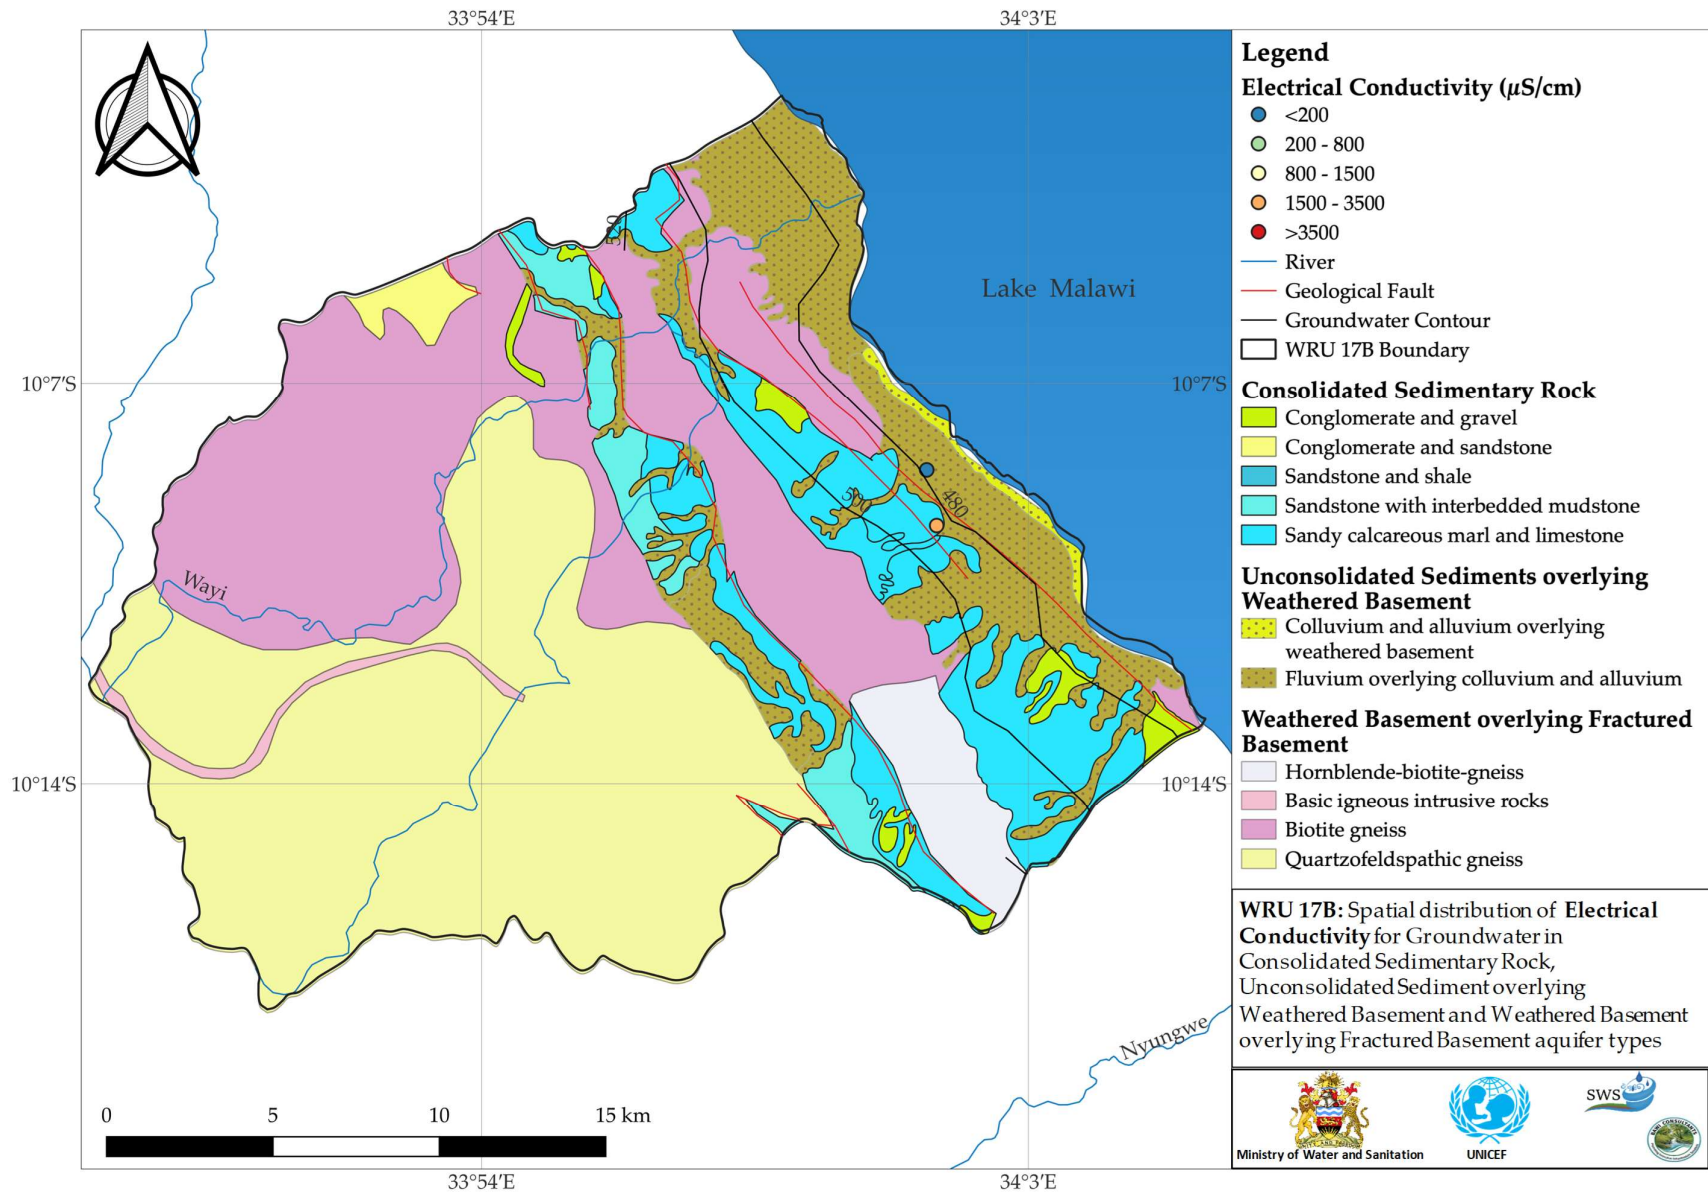 33°54'E
34°3'E
10°7'S
10°7'S
10°14'S
10°14'S
33°54'E
34°3'E
Lake Malawi
520
500
480
Wayi
Nyungwe
0 5 10 15 km
Legend
Electrical Conductivity (µS/cm)
<200
200 - 800
800 - 1500
1500 - 3500
>3500
River
Geological Fault
Groundwater Contour
WRU 17B Boundary
Consolidated Sedimentary Rock
Conglomerate and gravel
Conglomerate and sandstone
Sandstone and shale
Sandstone with interbedded mudstone
Sandy calcareous marl and limestone
Unconsolidated Sediments overlying
Weathered Basement
Colluvium and alluvium overlying
weathered basement
Fluvium overlying colluvium and alluvium
Weathered Basement overlying Fractured
Basement
Hornblende-biotite-gneiss
Basic igneous intrusive rocks
Biotite gneiss
Quartzofeldspathic gneiss
WRU 17B: Spatial distribution of Electrical
Conductivity for Groundwater in
Consolidated Sedimentary Rock,
Unconsolidated Sediment overlying
Weathered Basement and Weathered Basement
overlying Fractured Basement aquifer types
Ministry of Water and Sanitation
UNICEF
SWS